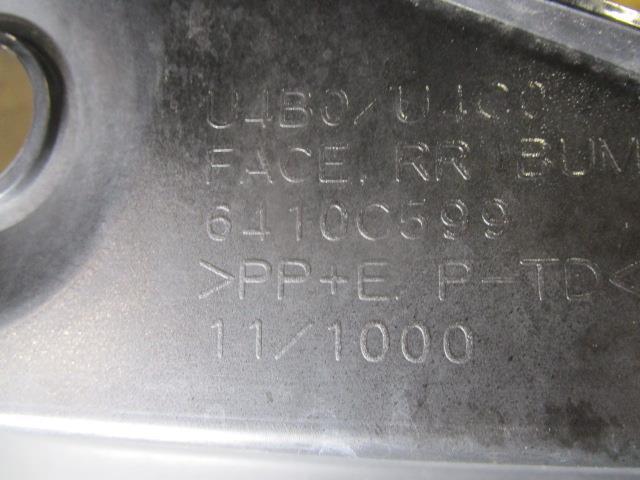 U4B0/U4C0
FACE, RR BUM
6410C599
>PP+E. P-TD<
11/1000